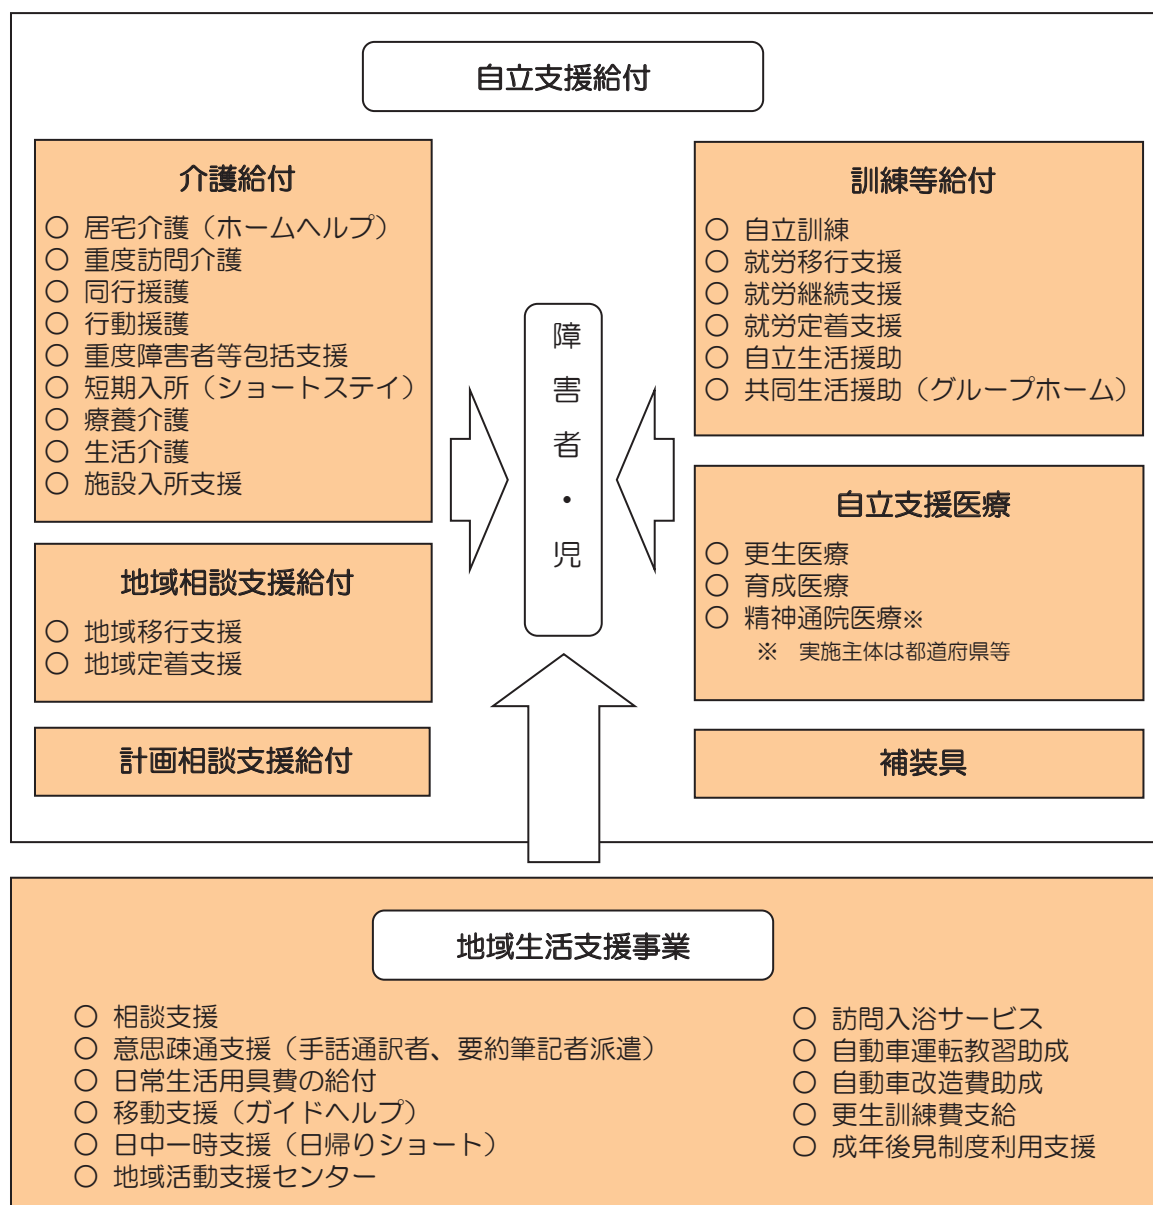 自立支援給付
介護給付
〇 居宅介護（ホームヘルプ）
〇 重度訪問介護
〇 同行援護
〇 行動援護
〇 重度障害者等包括支援
〇 短期入所（ショートステイ）
〇 療養介護
〇 生活介護
〇 施設入所支援
地域相談支援給付
〇 地域移行支援
〇 地域定着支援
計画相談支援給付
障害者・児
訓練等給付
〇 自立訓練
〇 就労移行支援
〇 就労継続支援
〇 就労定着支援
〇 自立生活援助
〇 共同生活援助（グループホーム）
自立支援医療
〇 更生医療
〇 育成医療
〇 精神通院医療※
※　実施主体は都道府県等
補装具
地域生活支援事業
〇 相談支援
〇 意思疎通支援（手話通訳者、要約筆記者派遣）
〇 日常生活用具費の給付
〇 移動支援（ガイドヘルプ）
〇 日中一時支援（日帰りショート）
〇 地域活動支援センター
〇 訪問入浴サービス
〇 自動車運転教習助成
〇 自動車改造費助成
〇 更生訓練費支給
〇 成年後見制度利用支援